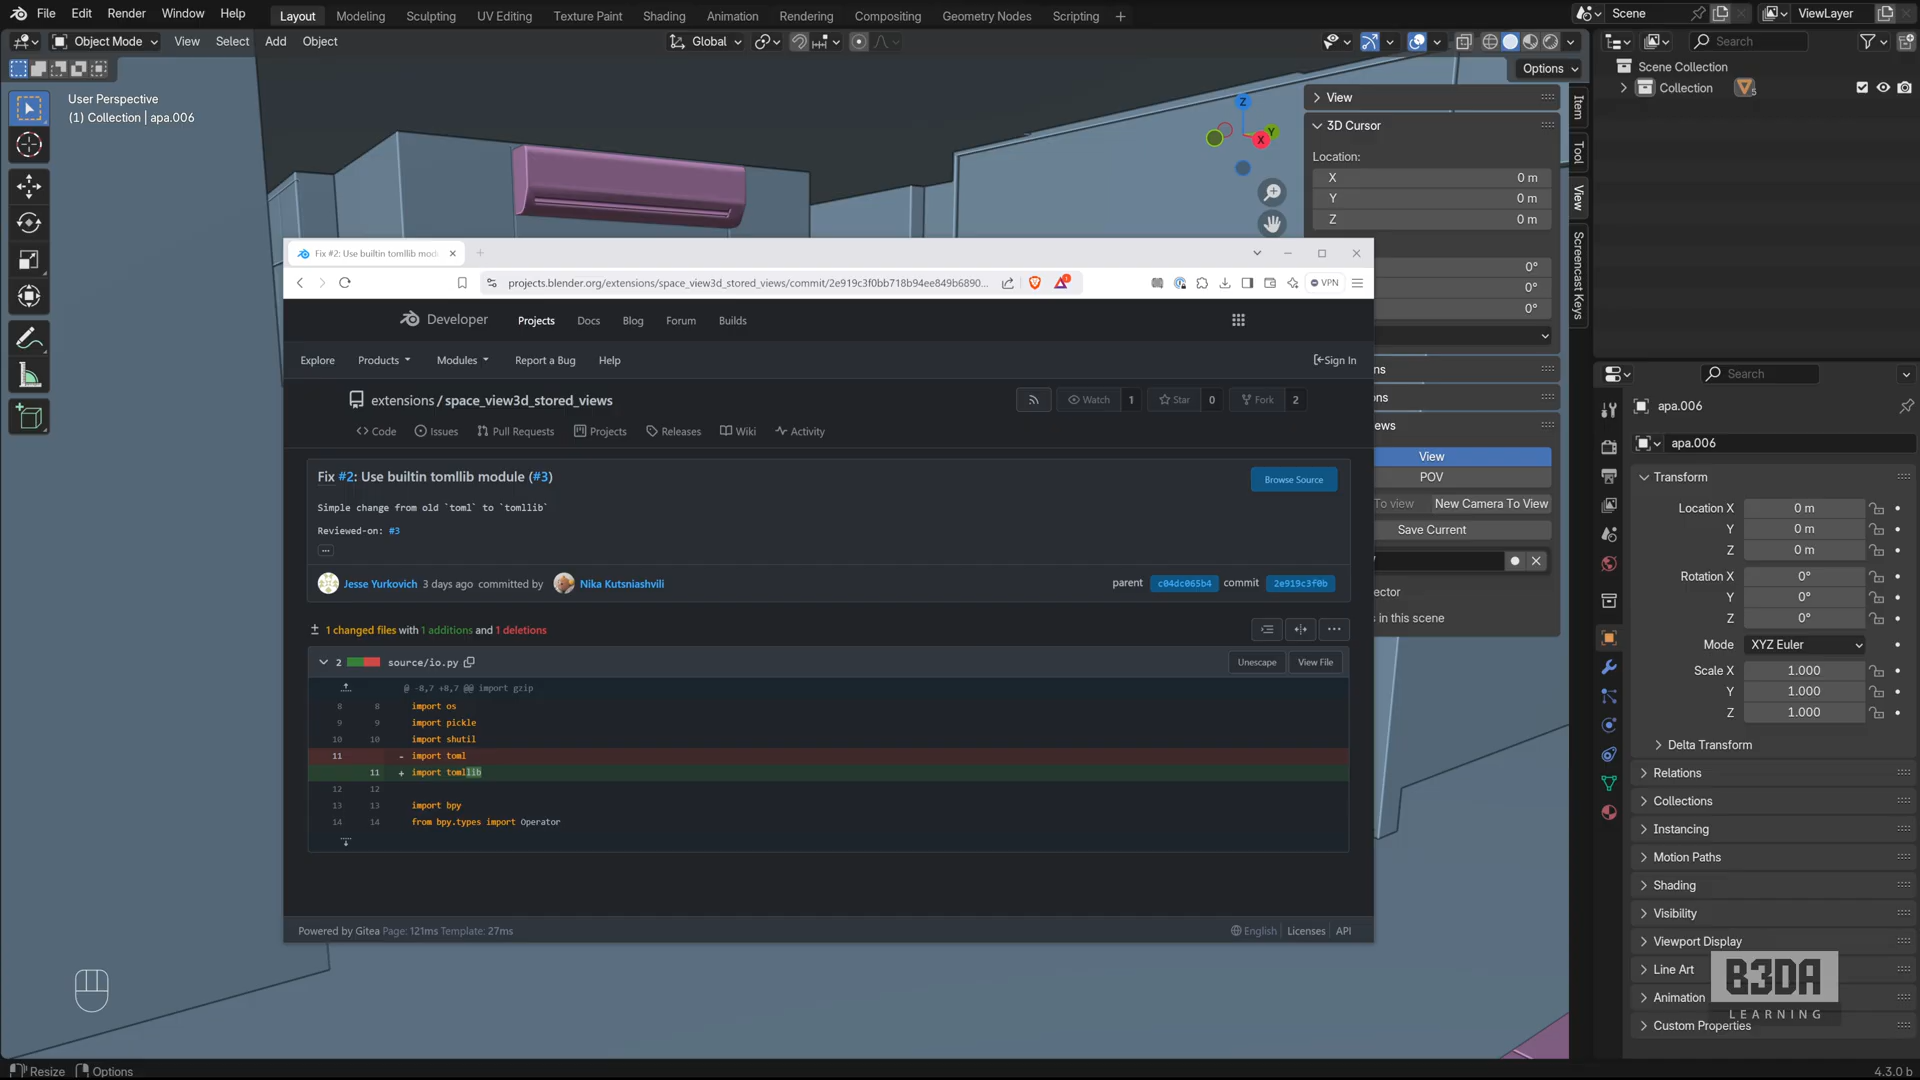 File Edit Render Window Help
Layout Modeling Sculpting UV Editing Texture Paint Shading Animation Rendering Compositing Geometry Nodes Scripting +
Scene
ViewLayer
Object Mode View Select Add Object
Global
Search
Options
User Perspective
(1) Collection | apa.006
Scene Collection
Collection
5
Z
Y
X
View
3D Cursor
Location:
X 0 m
Y 0 m
Z 0 m
0°
0°
0°
Item
Tool
View
Screencast Keys
Fix #2: Use builtin tomllib mod
projects.blender.org/extensions/space_view3d_stored_views/commit/2e919c3f0bb718b94ee849b6890...
VPN
Developer Projects Docs Blog Forum Builds
Explore Products Modules Report a Bug Help Sign In
extensions / space_view3d_stored_views
Watch 1 Star 0 Fork 2
Code Issues Pull Requests Projects Releases Wiki Activity
Fix #2: Use builtin tomllib module (#3)
Browse Source
Simple change from old `toml` to `tomllib`
Reviewed-on: #3
...
Jesse Yurkovich 3 days ago committed by Nika Kutsniashvili
parent c04dc065b4 commit 2e919c3f0b
1 changed files with 1 additions and 1 deletions
2 source/io.py
Unescape View File
@ -8,7 +8,7 @@ import gzip
8 8 import os
9 9 import pickle
10 10 import shutil
11 - import toml
11 + import tomllib
12 12
13 13 import bpy
14 14 from bpy.types import Operator
Powered by Gitea Page: 121ms Template: 27ms
English Licenses API
ns
ons
ews
View
POV
To view New Camera To View
Save Current
ector
s in this scene
Search
apa.006
apa.006
Transform
Location X 0 m
Y 0 m
Z 0 m
Rotation X 0°
Y 0°
Z 0°
Mode XYZ Euler
Scale X 1.000
Y 1.000
Z 1.000
Delta Transform
Relations
Collections
Instancing
Motion Paths
Shading
Visibility
Viewport Display
Line Art
Animation
Custom Properties
B3DA
LEARNING
Resize Options
4.3.0 b